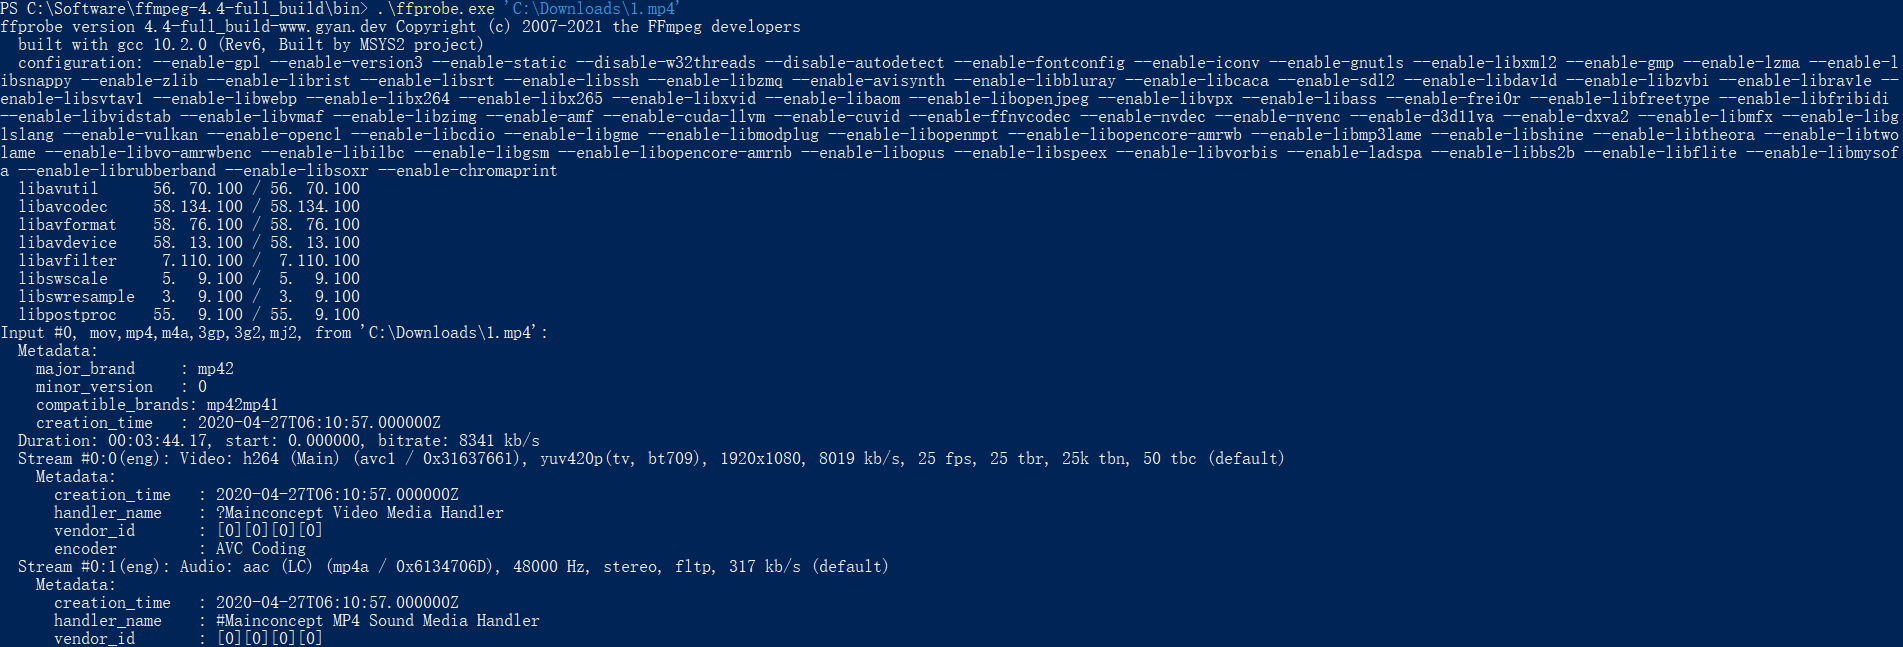 PS C:\Software\ffmpeg-4.4-full_build\bin> .\ffprobe.exe 'C:\Downloads\1.mp4'
ffprobe version 4.4-full_build-www.gyan.dev Copyright (c) 2007-2021 the FFmpeg developers
  built with gcc 10.2.0 (Rev6, Built by MSYS2 project)
  configuration: --enable-gpl --enable-version3 --enable-static --disable-w32threads --disable-autodetect --enable-fontconfig --enable-iconv --enable-gnutls --enable-libxml2 --enable-gmp --enable-lzma --enable-l
ibsnappy --enable-zlib --enable-librist --enable-libsrt --enable-libssh --enable-libzmq --enable-avisynth --enable-libbluray --enable-libcaca --enable-sdl2 --enable-libdav1d --enable-libzvbi --enable-librav1e --
enable-libsvtav1 --enable-libwebp --enable-libx264 --enable-libx265 --enable-libxvid --enable-libaom --enable-libopenjpeg --enable-libvpx --enable-libass --enable-frei0r --enable-libfreetype --enable-libfribidi
--enable-libvidstab --enable-libvmaf --enable-libzimg --enable-amf --enable-cuda-llvm --enable-cuvid --enable-ffnvcodec --enable-nvdec --enable-nvenc --enable-d3d11va --enable-dxva2 --enable-libmfx --enable-libg
lslang --enable-vulkan --enable-opencl --enable-libcdio --enable-libgme --enable-libmodplug --enable-libopenmpt --enable-libopencore-amrwb --enable-libmp3lame --enable-libshine --enable-libtheora --enable-libtwo
lame --enable-libvo-amrwbenc --enable-libilbc --enable-libgsm --enable-libopencore-amrnb --enable-libopus --enable-libspeex --enable-libvorbis --enable-ladspa --enable-libbs2b --enable-libflite --enable-libmysof
a --enable-librubberband --enable-libsoxr --enable-chromaprint
  libavutil      56. 70.100 / 56. 70.100
  libavcodec     58.134.100 / 58.134.100
  libavformat    58. 76.100 / 58. 76.100
  libavdevice    58. 13.100 / 58. 13.100
  libavfilter     7.110.100 /  7.110.100
  libswscale      5.  9.100 /  5.  9.100
  libswresample   3.  9.100 /  3.  9.100
  libpostproc    55.  9.100 / 55.  9.100
Input #0, mov,mp4,m4a,3gp,3g2,mj2, from 'C:\Downloads\1.mp4':
  Metadata:
    major_brand     : mp42
    minor_version   : 0
    compatible_brands: mp42mp41
    creation_time   : 2020-04-27T06:10:57.000000Z
  Duration: 00:03:44.17, start: 0.000000, bitrate: 8341 kb/s
  Stream #0:0(eng): Video: h264 (Main) (avc1 / 0x31637661), yuv420p(tv, bt709), 1920x1080, 8019 kb/s, 25 fps, 25 tbr, 25k tbn, 50 tbc (default)
    Metadata:
      creation_time   : 2020-04-27T06:10:57.000000Z
      handler_name    : ?Mainconcept Video Media Handler
      vendor_id       : [0][0][0][0]
      encoder         : AVC Coding
  Stream #0:1(eng): Audio: aac (LC) (mp4a / 0x6134706D), 48000 Hz, stereo, fltp, 317 kb/s (default)
    Metadata:
      creation_time   : 2020-04-27T06:10:57.000000Z
      handler_name    : #Mainconcept MP4 Sound Media Handler
      vendor_id       : [0][0][0][0]